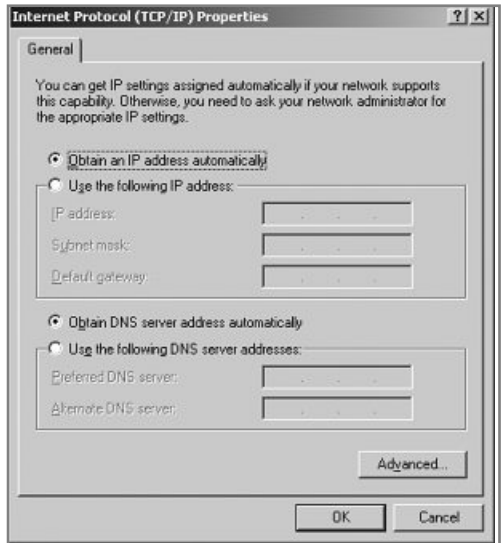 Internet Protocol (TCP/IP) Properties
General
You can get IP settings assigned automatically if your network supports
this capability. Otherwise, you need to ask your network administrator for
the appropriate IP settings.
Obtain an IP address automatically
Use the following IP address:
IP address:
Subnet mask:
Default gateway:
Obtain DNS server address automatically
Use the following DNS server addresses:
Preferred DNS server:
Alternate DNS server:
Advanced...
OK
Cancel